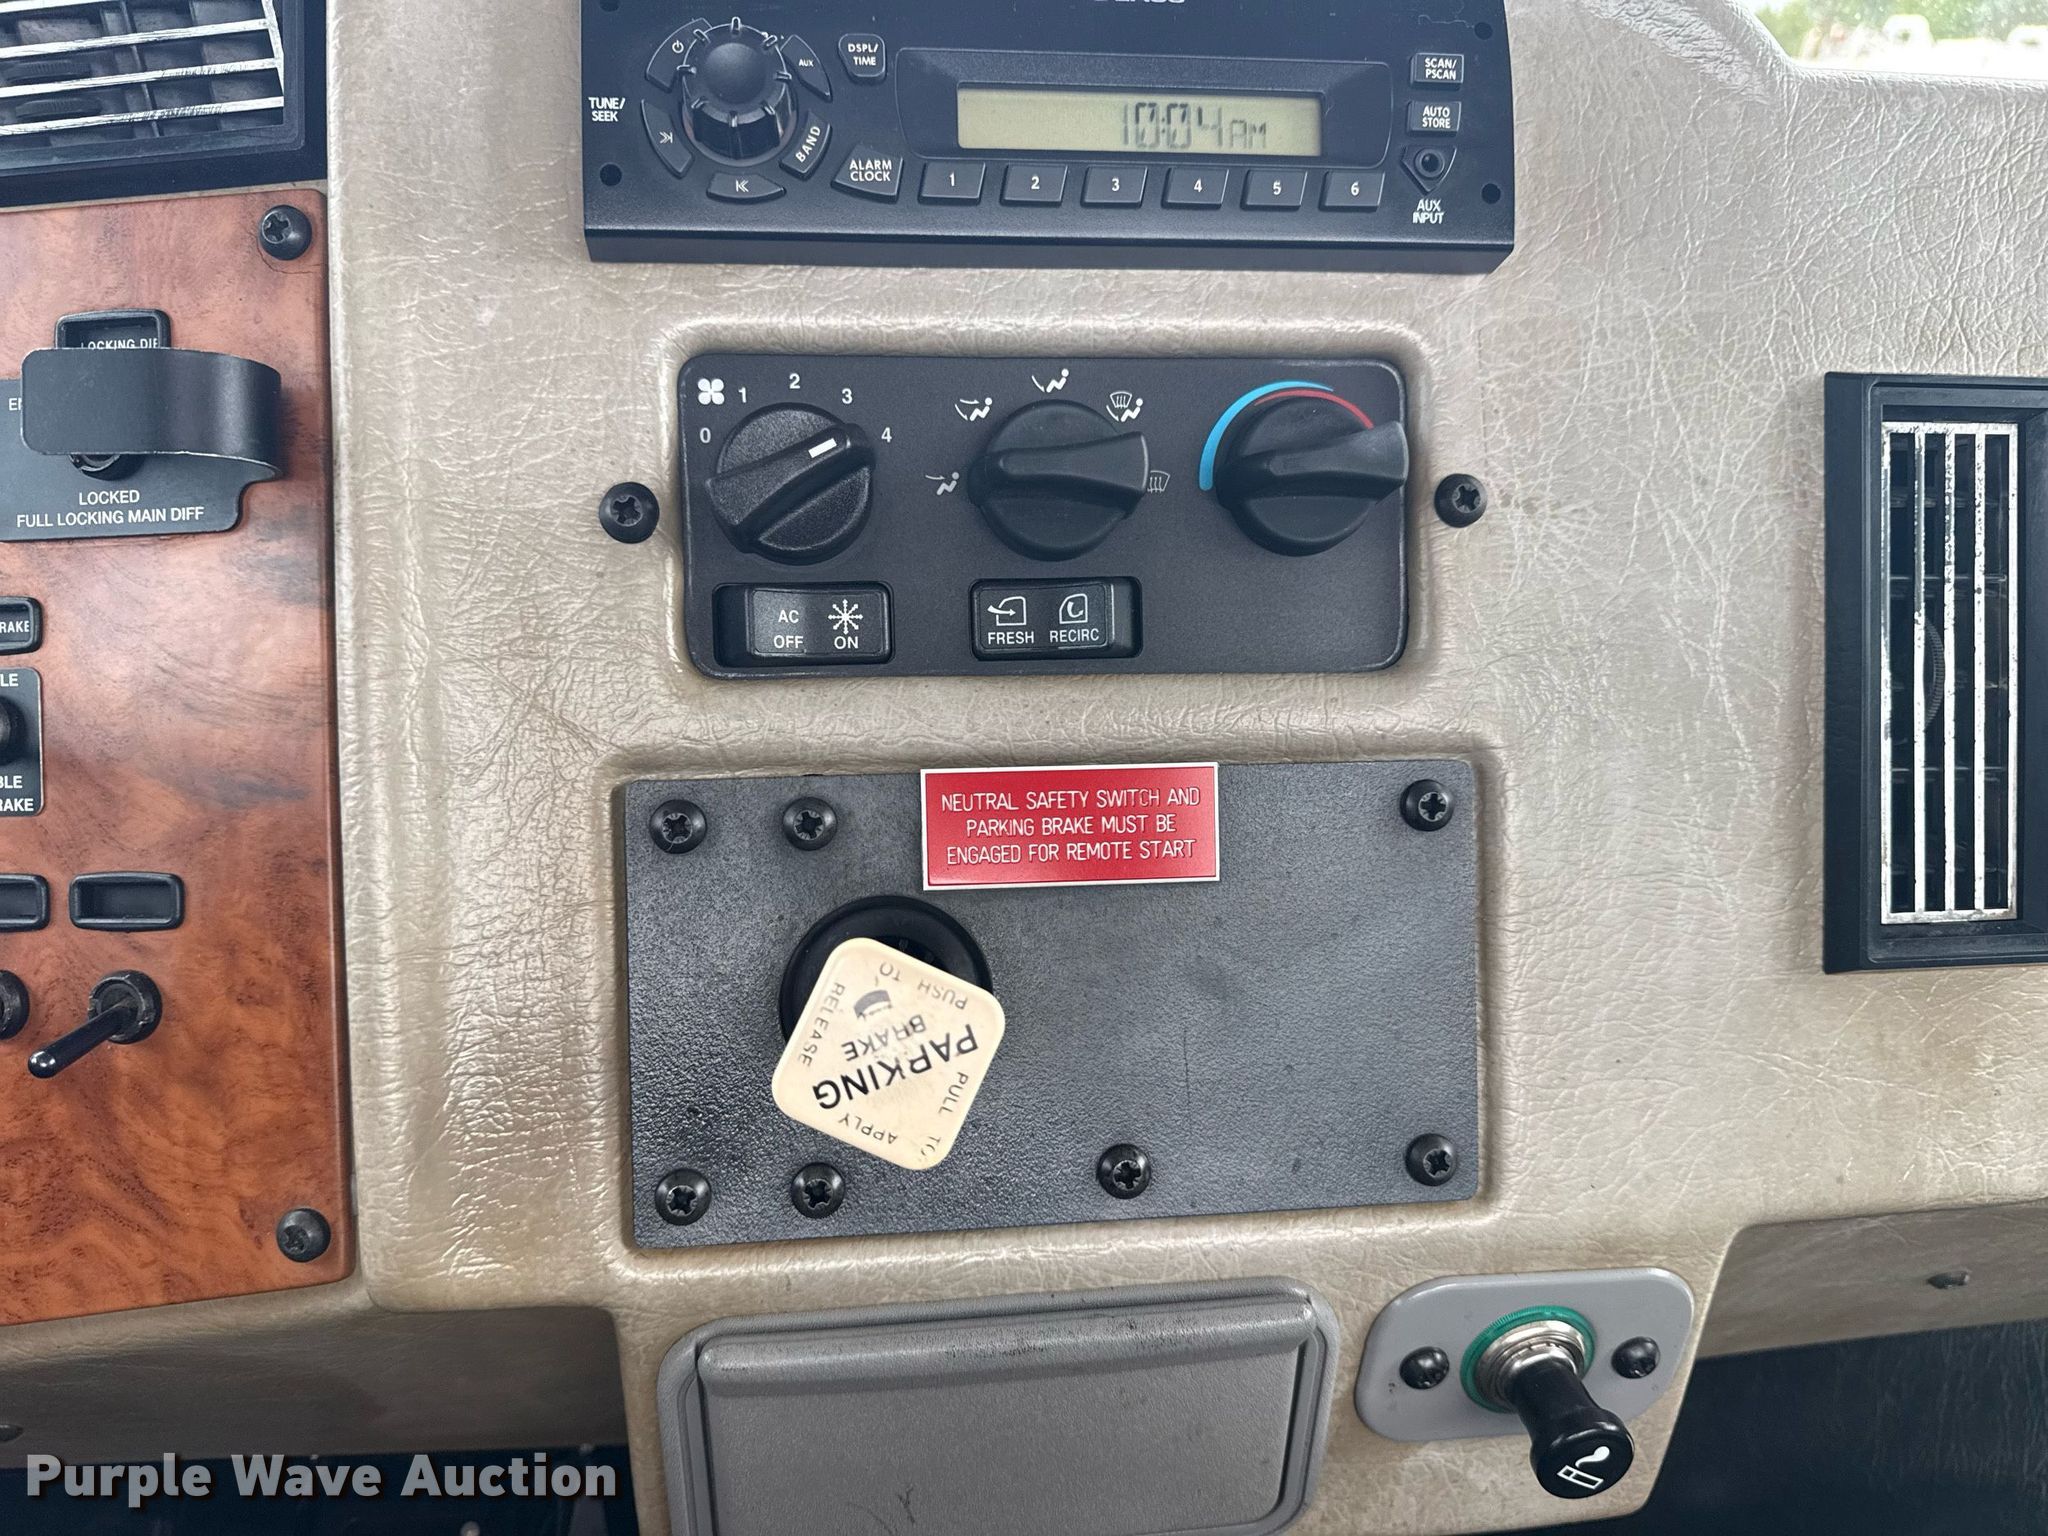 TUNE/
SEEK
AUX
BAND
DSPL/
TIME
ALARM
CLOCK
10:04AM
1 2 3 4 5 6
SCAN/
PSCAN
AUTO
STORE
AUX
INPUT
LOCKING DIF
EN
LOCKED
FULL LOCKING MAIN DIFF
RAKE
LE
BLE
RAKE
0 1 2 3 4
AC
OFF ON
FRESH RECIRC
NEUTRAL SAFETY SWITCH AND
PARKING BRAKE MUST BE
ENGAGED FOR REMOTE START
PUSH TO
RELEASE
PARKING
BRAKE
PULL TO
APPLY
Purple Wave Auction